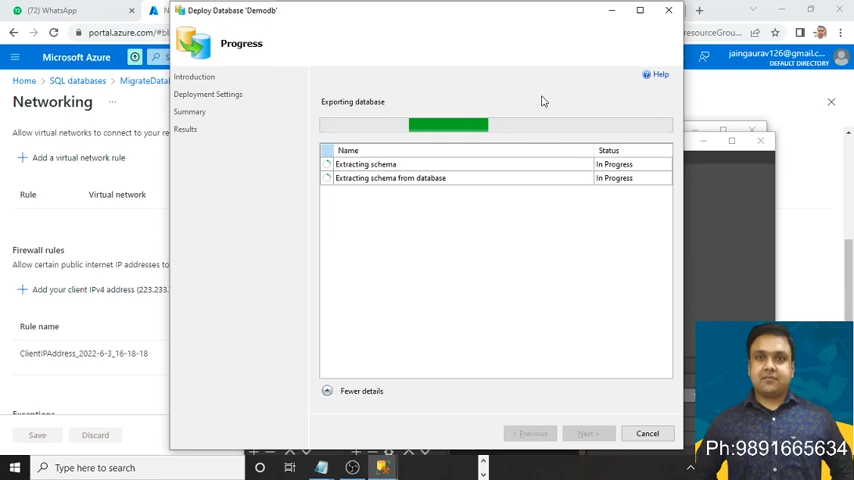 (72) WhatsApp
Deploy Database 'Demodb'
portal.azure.com/#bl
esourceGrou...
Progress
Microsoft Azure
jaingaurav126@gmail.c...
DEFAULT DIRECTORY
Home > SQL databases > MigrateData
Introduction
Help
Networking ...
Deployment Settings
Exporting database
Summary
Results
Allow virtual networks to connect to your re
Name Status
Add a virtual network rule
Extracting schema In Progress
Extracting schema from database In Progress
Rule Virtual network
Firewall rules
Allow certain public internet IP addresses to
Add your client IPv4 address (223.233.
Rule name
ClientIPAddress_2022-6-3_16-18-18
Fewer details
Exceptions
Save Discard
< Previous Next > Cancel
Ph:9891665634
Type here to search